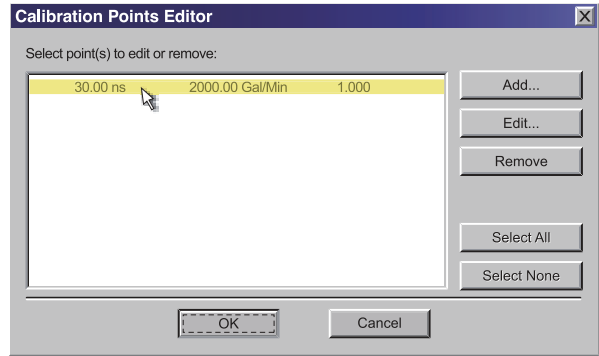 Calibration Points Editor
Select point(s) to edit or remove:
30.00 ns 2000.00 Gal/Min 1.000
Add...
Edit...
Remove
Select All
Select None
OK
Cancel